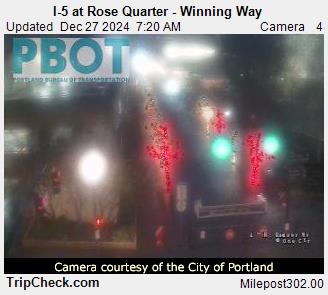 I-5 at Rose Quarter - Winning Way
Updated Dec 27 2024 7:20 AM Camera 4
PBOT
PORTLAND BUREAU OF TRANSPORTATION
Camera courtesy of the City of Portland
TripCheck.com Milepost302.00